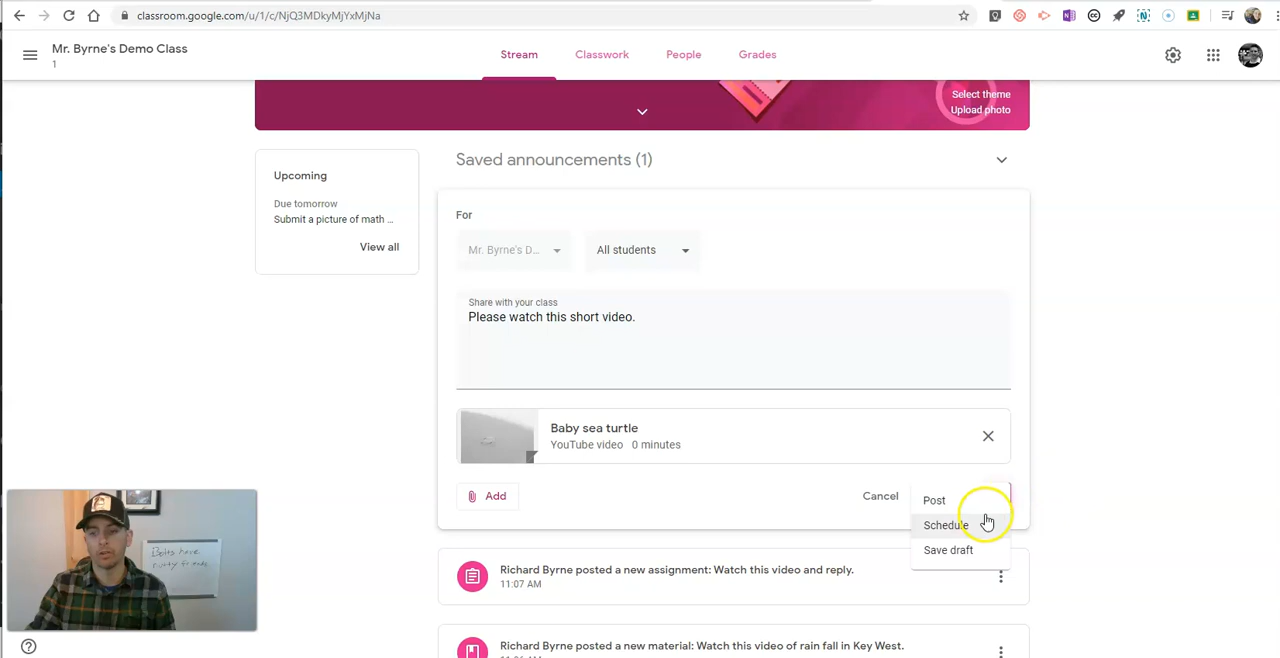 classroom.google.com/u/1/c/NjQ3MDkyMjYxMjNa
Mr. Byrne's Demo Class
1
Stream
Classwork
People
Grades
Select theme
Upload photo
Upcoming
Due tomorrow
Submit a picture of math ...
View all
Saved announcements (1)
For
Mr. Byrne's D...
All students
Share with your class
Please watch this short video.
Baby sea turtle
YouTube video 0 minutes
Add
Cancel
Post
Schedule
Save draft
Bolts have
nutty friends
Richard Byrne posted a new assignment: Watch this video and reply.
11:07 AM
Richard Byrne posted a new material: Watch this video of rain fall in Key West.